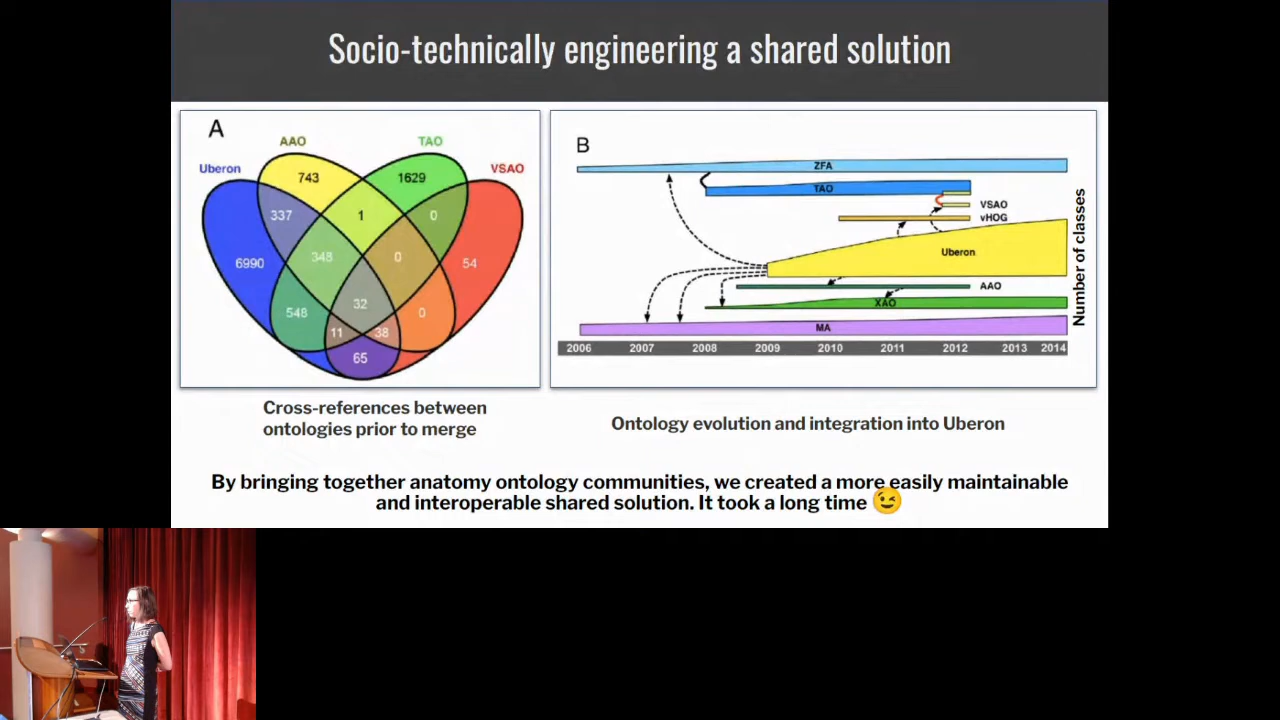 Socio-technically engineering a shared solution
A
AAO
TAO
Uberon
VSAO
743
1629
337
1
0
6990
348
0
54
548
32
0
11
38
65
B
ZFA
TAO
VSAO
vHOG
Uberon
AAO
XAO
MA
2006 2007 2008 2009 2010 2011 2012 2013 2014
Number of classes
Cross-references between
ontologies prior to merge
Ontology evolution and integration into Uberon
By bringing together anatomy ontology communities, we created a more easily maintainable
and interoperable shared solution. It took a long time 😉